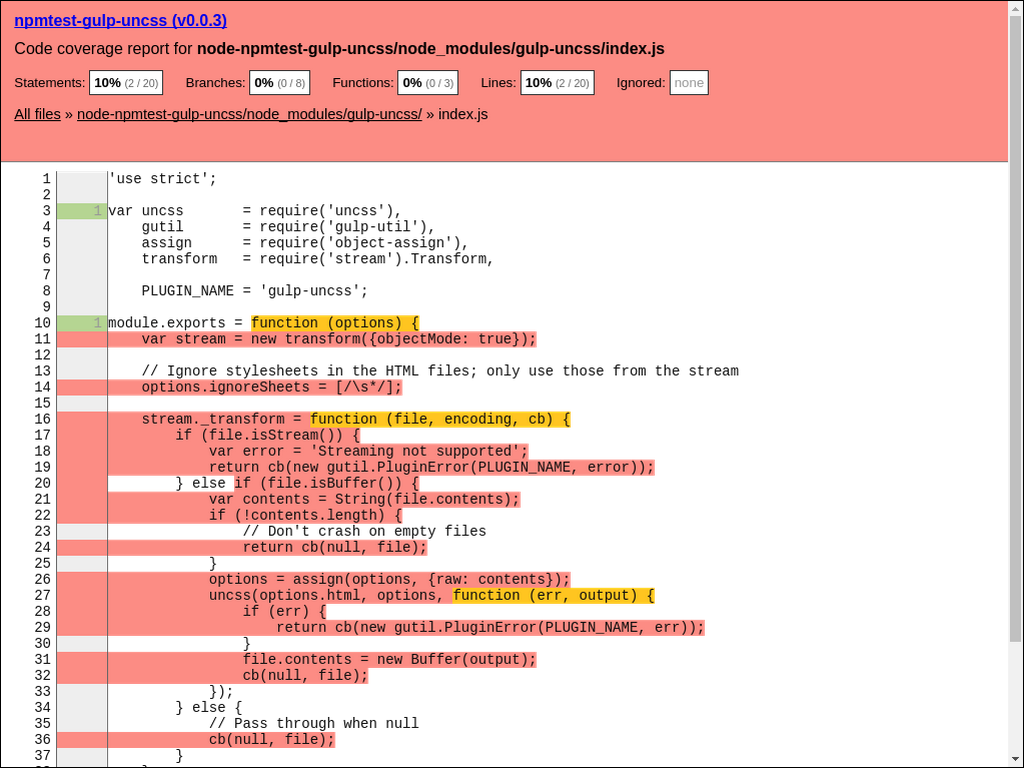 npmtest-gulp-uncss (v0.0.3)
Code coverage report for node-npmtest-gulp-uncss/node_modules/gulp-uncss/index.js
Statements: 10% (2 / 20) Branches: 0% (0 / 8) Functions: 0% (0 / 3) Lines: 10% (2 / 20) Ignored: none
All files » node-npmtest-gulp-uncss/node_modules/gulp-uncss/ » index.js
1 'use strict';
2
3 1 var uncss       = require('uncss'),
4     gutil       = require('gulp-util'),
5     assign      = require('object-assign'),
6     transform   = require('stream').Transform,
7
8     PLUGIN_NAME = 'gulp-uncss';
9
10 1 module.exports = function (options) {
11     var stream = new transform({objectMode: true});
12
13     // Ignore stylesheets in the HTML files; only use those from the stream
14     options.ignoreSheets = [/\s*/];
15
16     stream._transform = function (file, encoding, cb) {
17         if (file.isStream()) {
18             var error = 'Streaming not supported';
19             return cb(new gutil.PluginError(PLUGIN_NAME, error));
20         } else if (file.isBuffer()) {
21             var contents = String(file.contents);
22             if (!contents.length) {
23                 // Don't crash on empty files
24                 return cb(null, file);
25             }
26             options = assign(options, {raw: contents});
27             uncss(options.html, options, function (err, output) {
28                 if (err) {
29                     return cb(new gutil.PluginError(PLUGIN_NAME, err));
30                 }
31                 file.contents = new Buffer(output);
32                 cb(null, file);
33             });
34         } else {
35             // Pass through when null
36             cb(null, file);
37         }